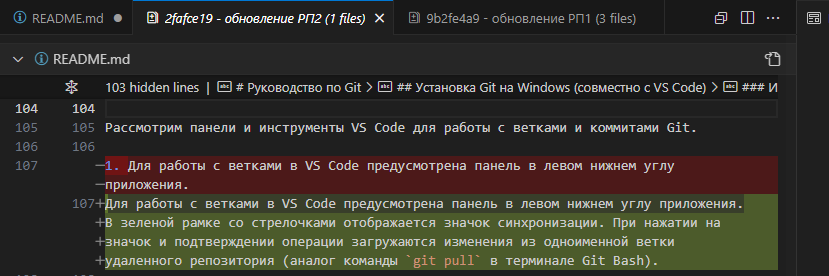 README.md 2fafce19 - обновление РП2 (1 files) 9b2fe4a9 - обновление РП1 (3 files)
README.md
103 hidden lines | # Руководство по Git > ## Установка Git на Windows (совместно с VS Code) > ### И
104 104
105 105 Рассмотрим панели и инструменты VS Code для работы с ветками и коммитами Git.
106 106
107 −1. Для работы с ветками в VS Code предусмотрена панель в левом нижнем углу
−приложения.
107+Для работы с ветками в VS Code предусмотрена панель в левом нижнем углу приложения.
+В зеленой рамке со стрелочками отображается значок синхронизации. При нажатии на
+значок и подтверждении операции загружаются изменения из одноименной ветки
+удаленного репозитория (аналог команды `git pull` в терминале Git Bash).